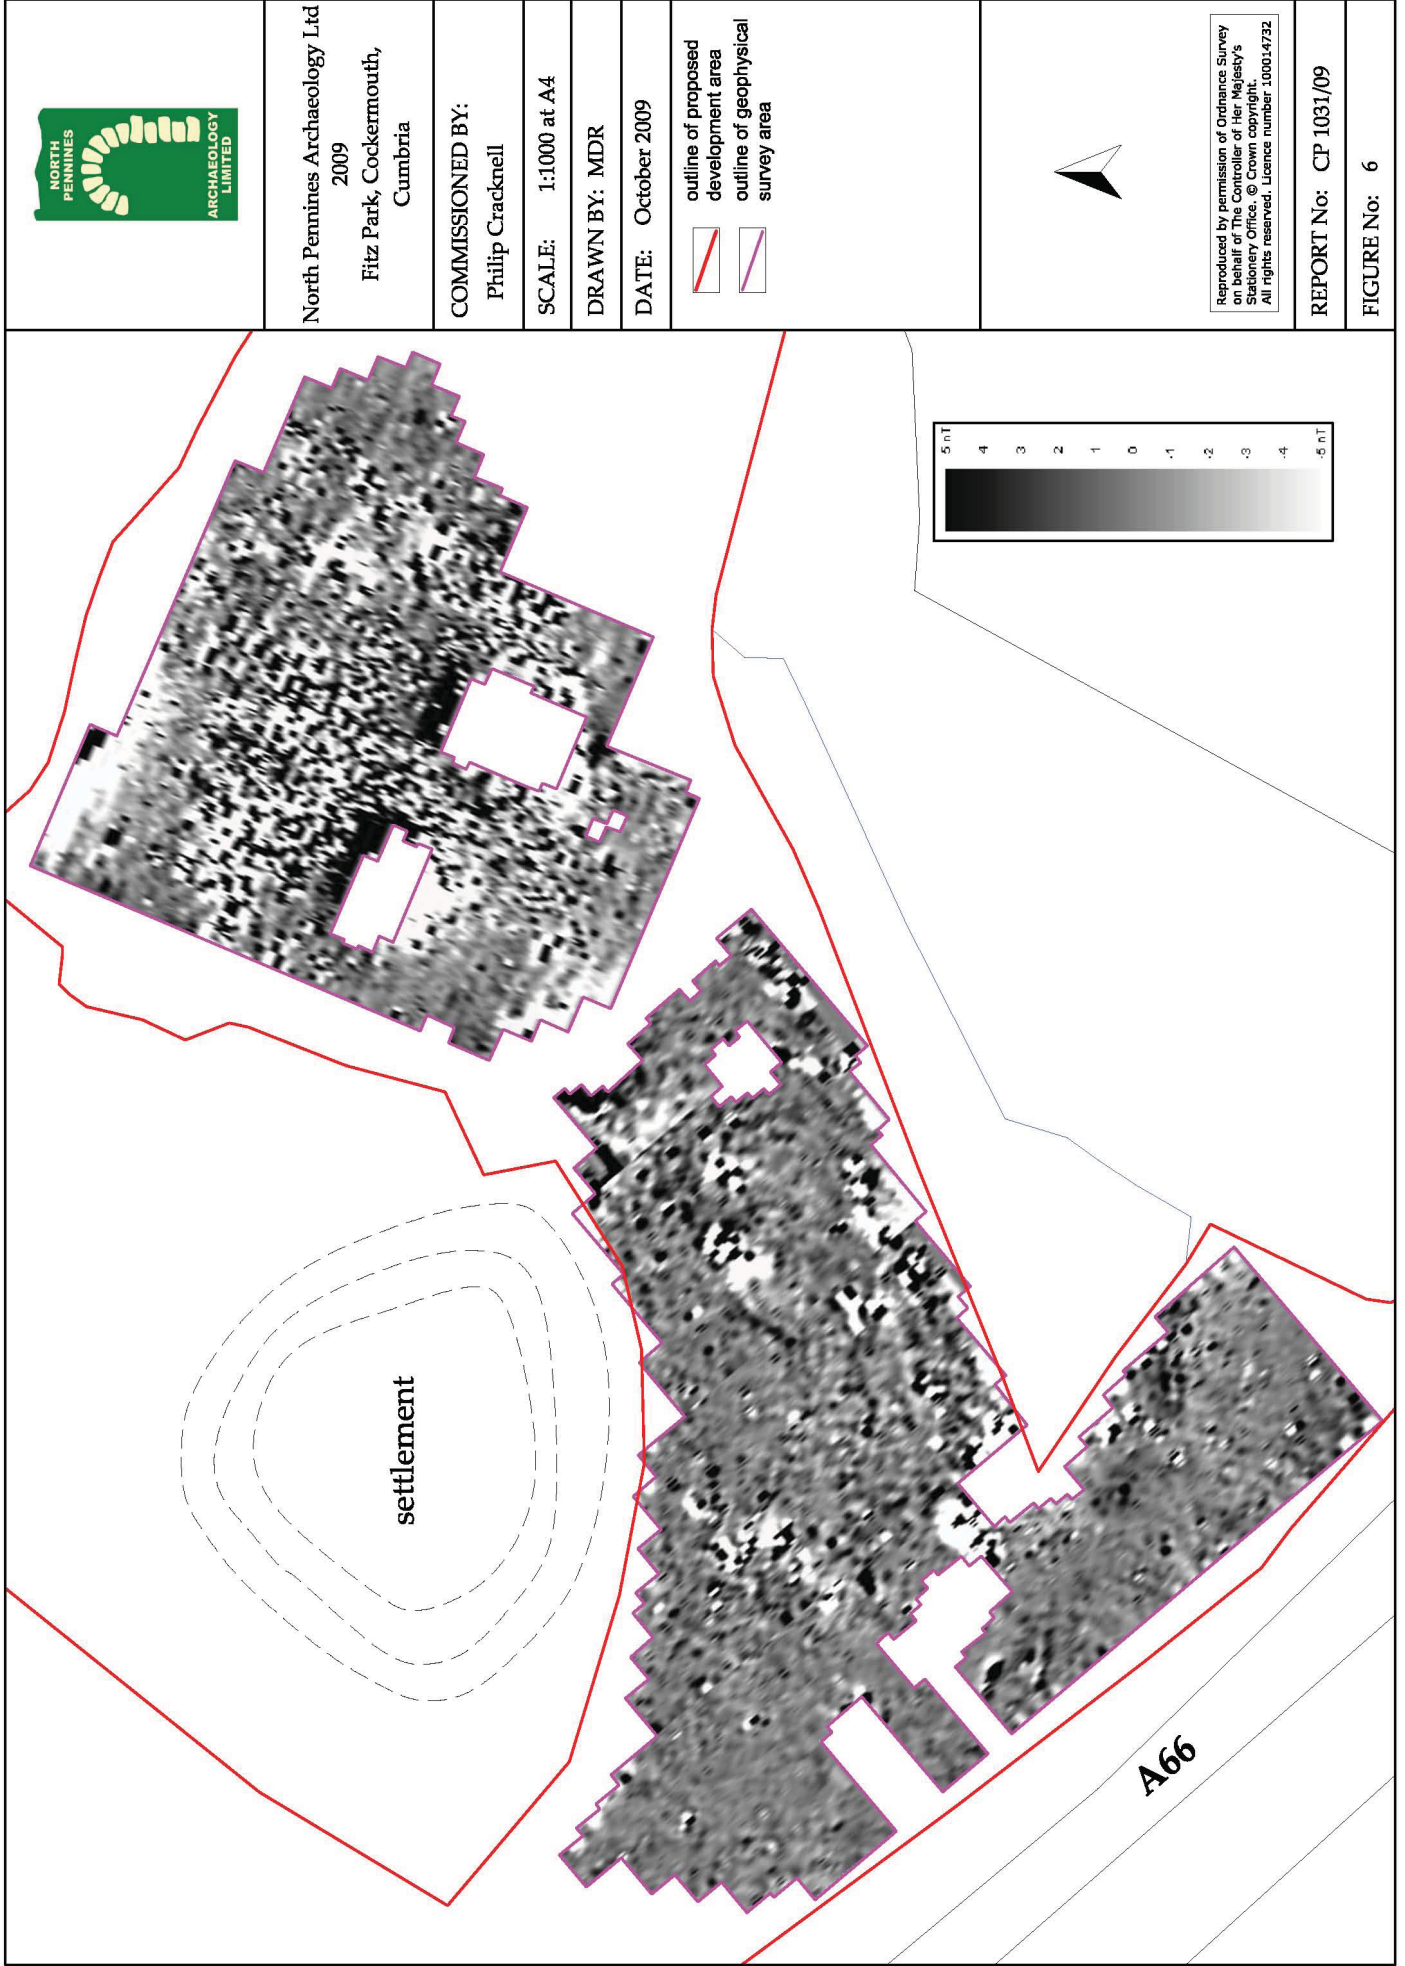 NORTH
PENNINES
ARCHAEOLOGY
LIMITED
North Pennines Archaeology Ltd
2009
Fitz Park, Cockermouth,
Cumbria
COMMISSIONED BY:
Philip Cracknell
SCALE: 1:1000 at A4
DRAWN BY: MDR
DATE: October 2009
outline of proposed
development area
outline of geophysical
survey area
Reproduced by permission of Ordnance Survey
on behalf of The Controller of Her Majesty's
Stationery Office. © Crown copyright.
All rights reserved. Licence number 100014732
REPORT No: CP 1031/09
FIGURE No: 6
settlement
A66
5 nT
4
3
2
1
0
-1
-2
-3
-4
-5 nT